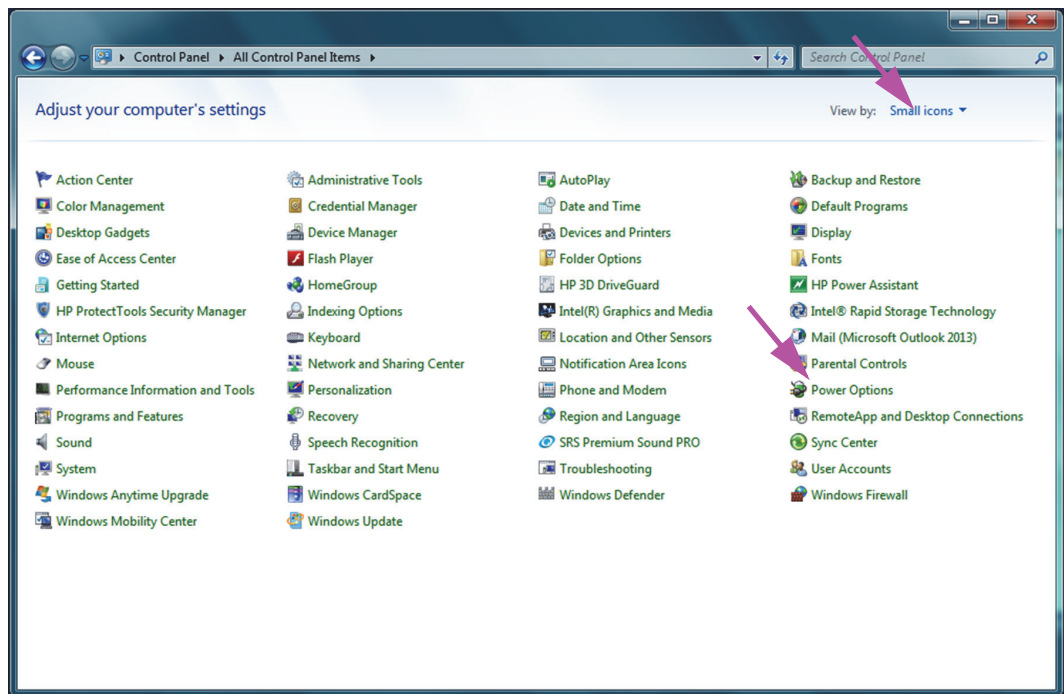 Control Panel All Control Panel Items Search Control Panel
Adjust your computer's settings View by: Small icons
Action Center Administrative Tools AutoPlay Backup and Restore
Color Management Credential Manager Date and Time Default Programs
Desktop Gadgets Device Manager Devices and Printers Display
Ease of Access Center Flash Player Folder Options Fonts
Getting Started HomeGroup HP 3D DriveGuard HP Power Assistant
HP ProtectTools Security Manager Indexing Options Intel(R) Graphics and Media Intel® Rapid Storage Technology
Internet Options Keyboard Location and Other Sensors Mail (Microsoft Outlook 2013)
Mouse Network and Sharing Center Notification Area Icons Parental Controls
Performance Information and Tools Personalization Phone and Modem Power Options
Programs and Features Recovery Region and Language RemoteApp and Desktop Connections
Sound Speech Recognition SRS Premium Sound PRO Sync Center
System Taskbar and Start Menu Troubleshooting User Accounts
Windows Anytime Upgrade Windows CardSpace Windows Defender Windows Firewall
Windows Mobility Center Windows Update